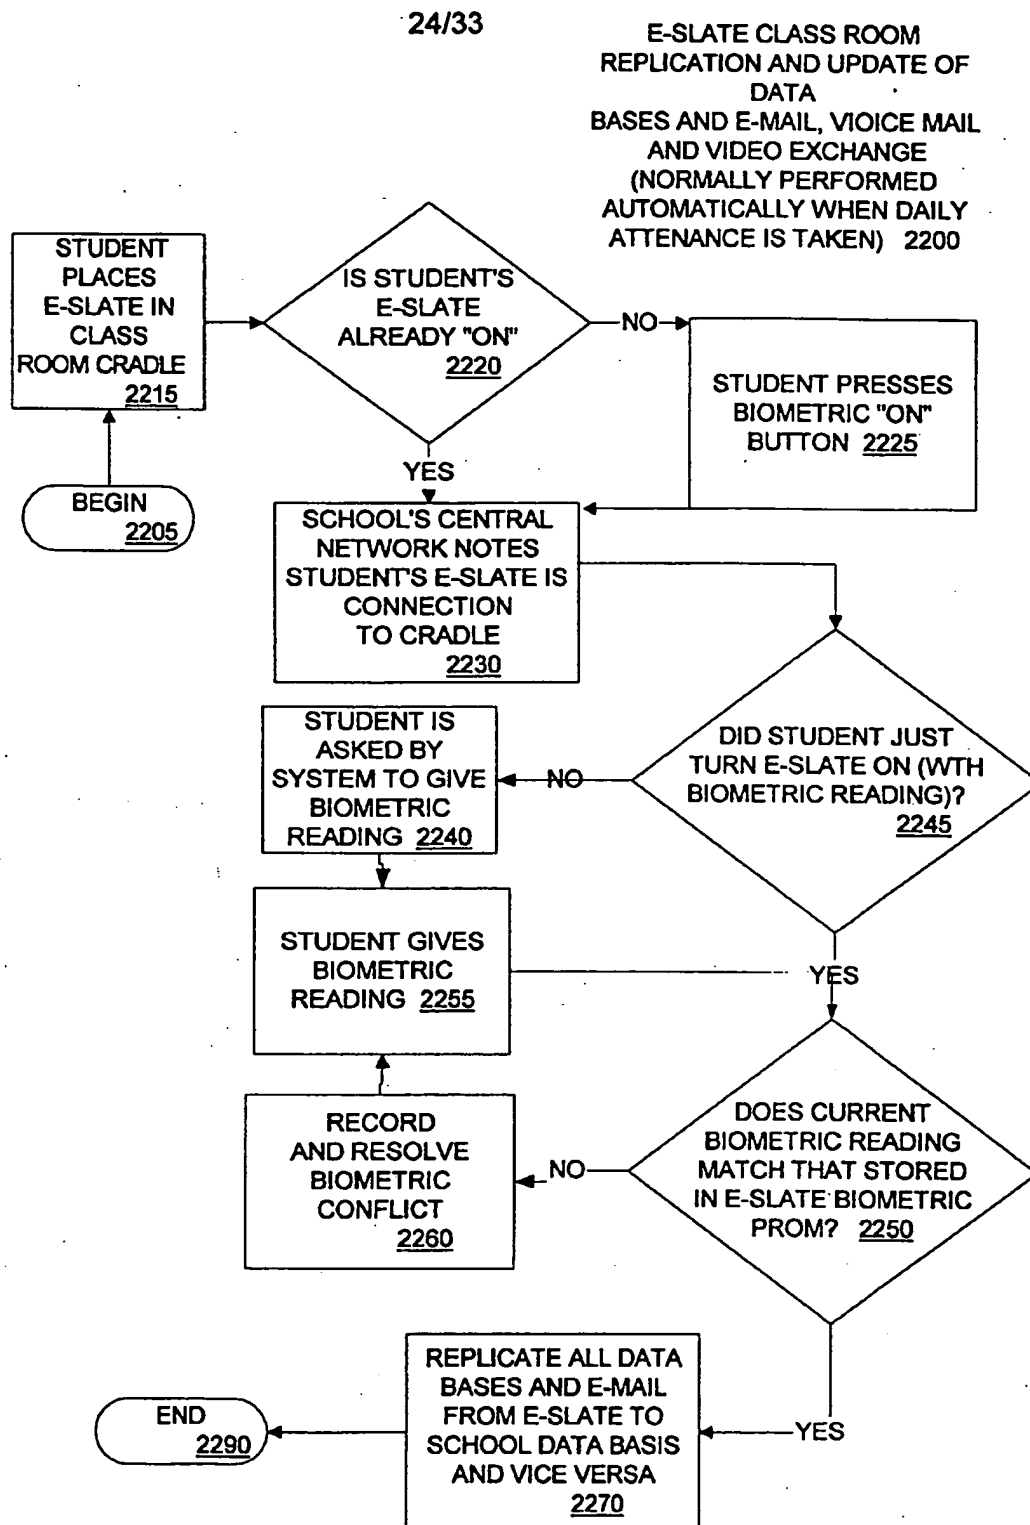 24/33
E-SLATE CLASS ROOM
REPLICATION AND UPDATE OF
DATA
BASES AND E-MAIL, VIOICE MAIL
AND VIDEO EXCHANGE
(NORMALLY PERFORMED
AUTOMATICALLY WHEN DAILY
ATTENANCE IS TAKEN) 2200
STUDENT
PLACES
E-SLATE IN
CLASS
ROOM CRADLE
2215
IS STUDENT'S
E-SLATE
ALREADY "ON"
2220
NO
STUDENT PRESSES
BIOMETRIC "ON"
BUTTON 2225
YES
BEGIN
2205
SCHOOL'S CENTRAL
NETWORK NOTES
STUDENT'S E-SLATE IS
CONNECTION
TO CRADLE
2230
DID STUDENT JUST
TURN E-SLATE ON (WTH
BIOMETRIC READING)?
2245
NO
STUDENT IS
ASKED BY
SYSTEM TO GIVE
BIOMETRIC
READING 2240
STUDENT GIVES
BIOMETRIC
READING 2255
YES
DOES CURRENT
BIOMETRIC READING
MATCH THAT STORED
IN E-SLATE BIOMETRIC
PROM? 2250
NO
RECORD
AND RESOLVE
BIOMETRIC
CONFLICT
2260
YES
REPLICATE ALL DATA
BASES AND E-MAIL
FROM E-SLATE TO
SCHOOL DATA BASIS
AND VICE VERSA
2270
END
2290